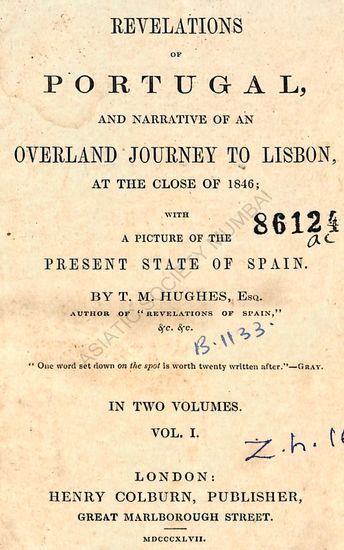 REVELATIONS
OF
PORTUGAL,
AND NARRATIVE OF AN
OVERLAND JOURNEY TO LISBON,
AT THE CLOSE OF 1846;
WITH
86124
ac
A PICTURE OF THE
PRESENT STATE OF SPAIN.
BY T. M. HUGHES, ESQ.
AUTHOR OF "REVELATIONS OF SPAIN,"
&c. &c.
B.1133.
"One word set down on the spot is worth twenty written after."—GRAY.
IN TWO VOLUMES.
VOL. I.
Z.h.
LONDON:
HENRY COLBURN, PUBLISHER,
GREAT MARLBOROUGH STREET.
MDCCCXLVII.
ASIATIC SOCIETY MUMBAI